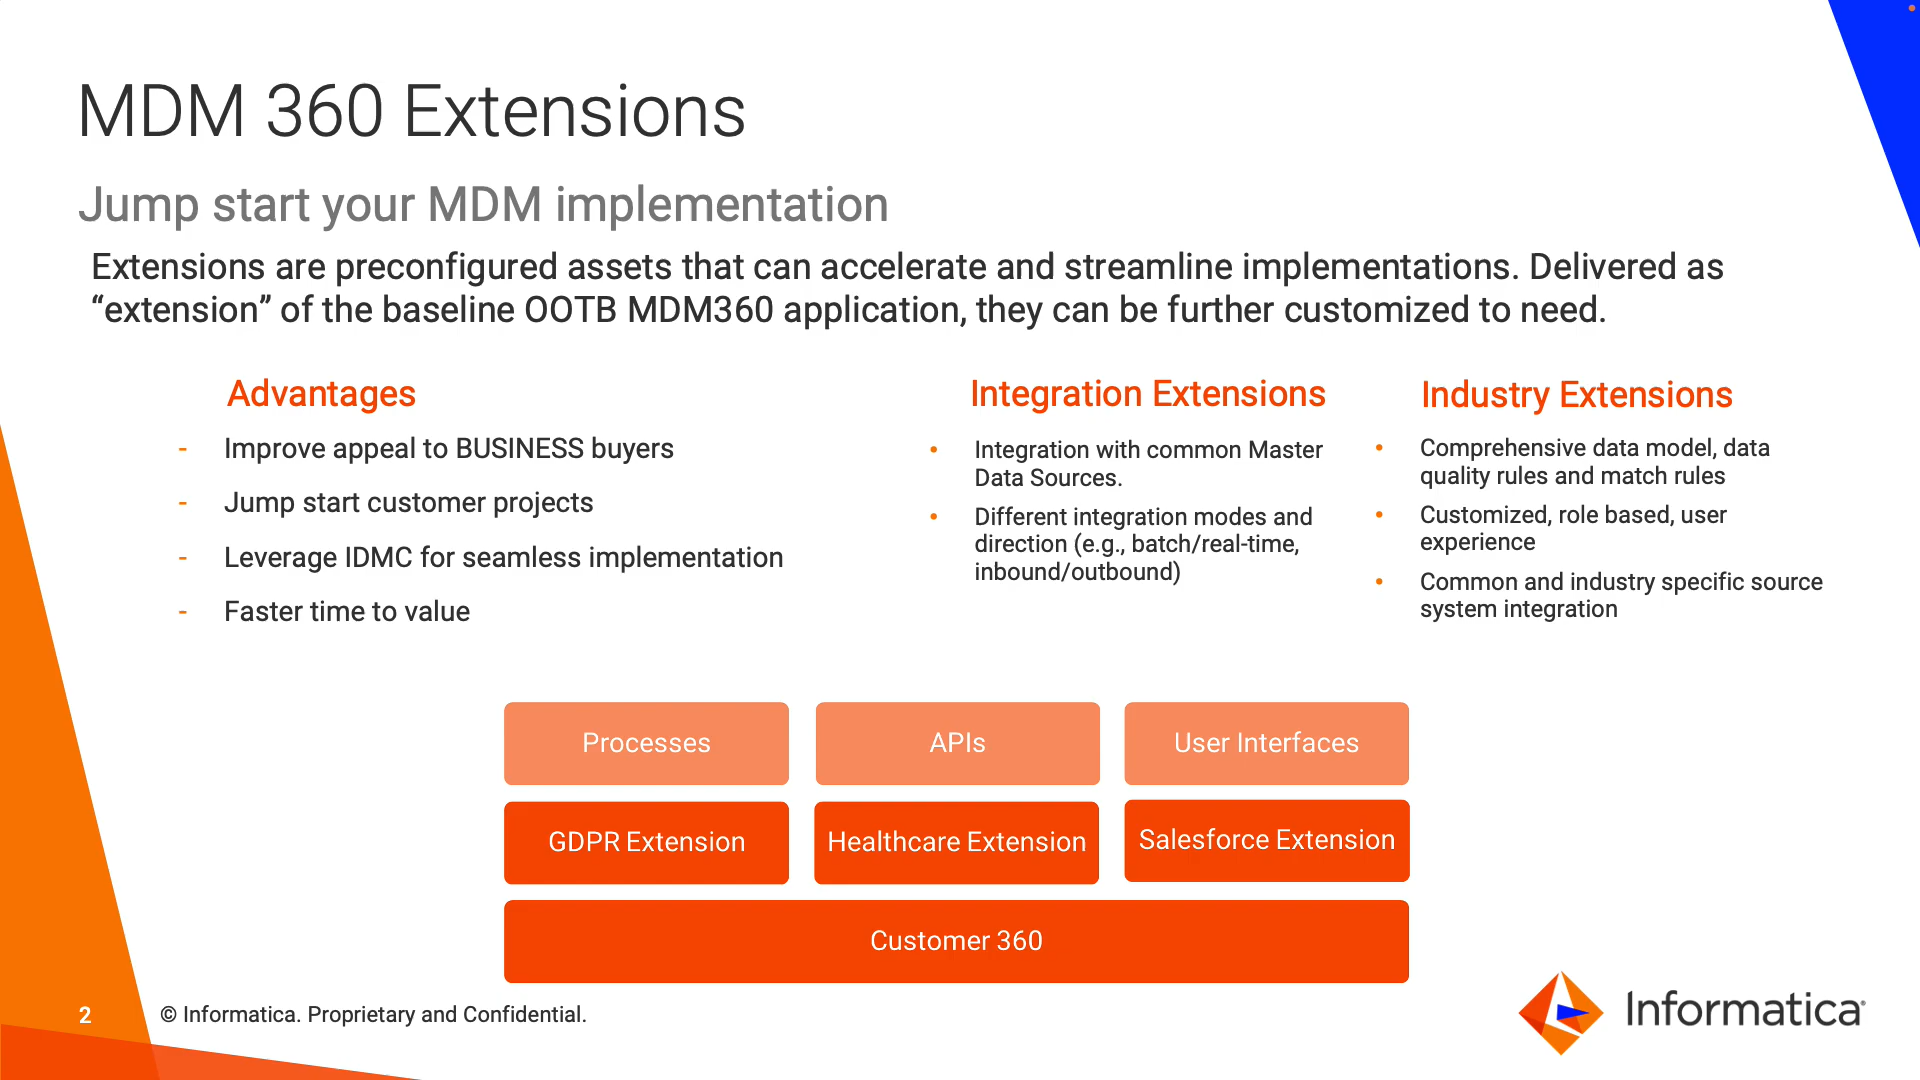 MDM 360 Extensions
Jump start your MDM implementation
Extensions are preconfigured assets that can accelerate and streamline implementations. Delivered as
“extension” of the baseline OOTB MDM360 application, they can be further customized to need.
Advantages
- Improve appeal to BUSINESS buyers
- Jump start customer projects
- Leverage IDMC for seamless implementation
- Faster time to value
Integration Extensions
• Integration with common Master
Data Sources.
• Different integration modes and
direction (e.g., batch/real-time,
inbound/outbound)
Industry Extensions
• Comprehensive data model, data
quality rules and match rules
• Customized, role based, user
experience
• Common and industry specific source
system integration
Processes
APIs
User Interfaces
GDPR Extension
Healthcare Extension
Salesforce Extension
Customer 360
2
© Informatica. Proprietary and Confidential.
Informatica®